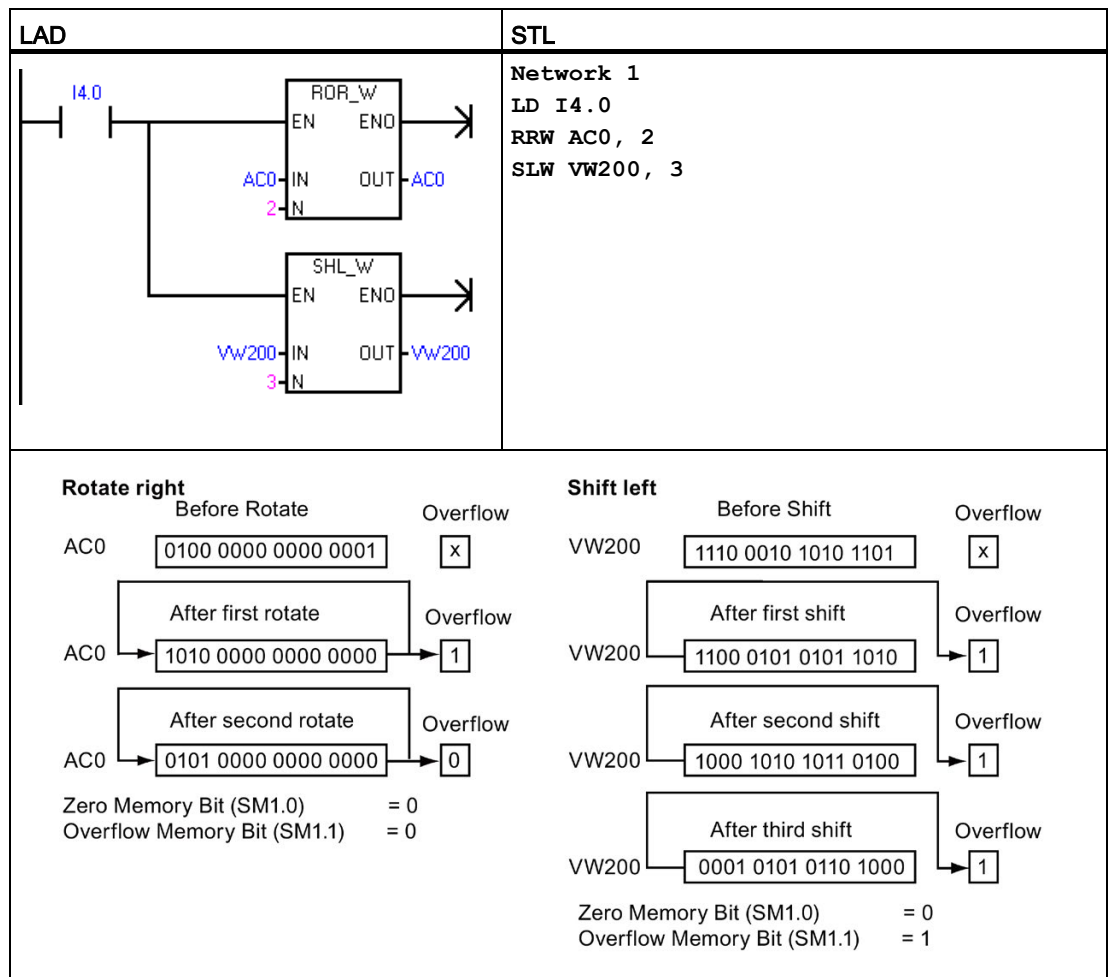 LAD
STL
I4.0
ROR_W
EN ENO
AC0 IN OUT AC0
2 N
SHL_W
EN ENO
VW200 IN OUT VW200
3 N
Network 1
LD I4.0
RRW AC0, 2
SLW VW200, 3
Rotate right
Before Rotate Overflow
AC0 0100 0000 0000 0001 x
After first rotate Overflow
AC0 1010 0000 0000 0000 1
After second rotate Overflow
AC0 0101 0000 0000 0000 0
Zero Memory Bit (SM1.0) = 0
Overflow Memory Bit (SM1.1) = 0
Shift left
Before Shift Overflow
VW200 1110 0010 1010 1101 x
After first shift Overflow
VW200 1100 0101 0101 1010 1
After second shift Overflow
VW200 1000 1010 1011 0100 1
After third shift Overflow
VW200 0001 0101 0110 1000 1
Zero Memory Bit (SM1.0) = 0
Overflow Memory Bit (SM1.1) = 1